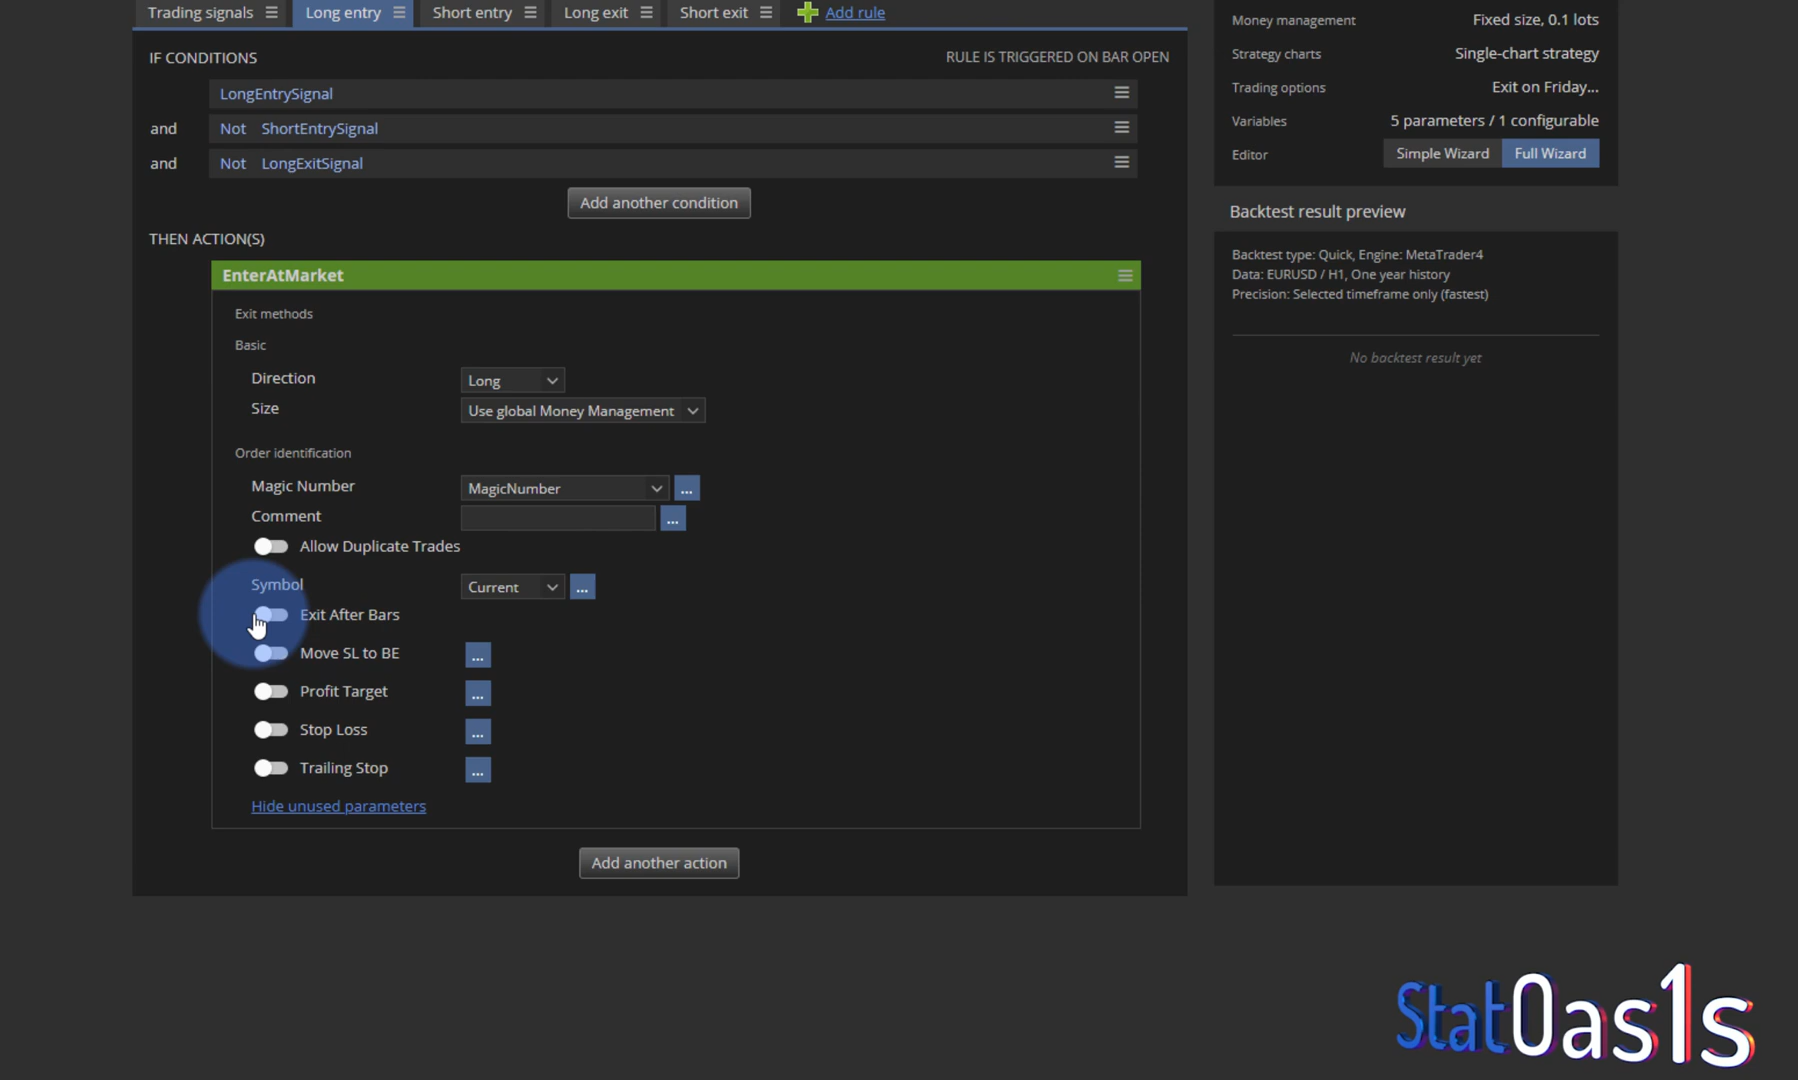 Trading signals
Long entry
Short entry
Long exit
Short exit
Add rule
IF CONDITIONS
RULE IS TRIGGERED ON BAR OPEN
LongEntrySignal
and Not ShortEntrySignal
and Not LongExitSignal
Add another condition
THEN ACTION(S)
EnterAtMarket
Exit methods
Basic
Direction Long
Size Use global Money Management
Order identification
Magic Number MagicNumber ...
Comment ...
Allow Duplicate Trades
Symbol Current ...
Exit After Bars
Move SL to BE ...
Profit Target ...
Stop Loss ...
Trailing Stop ...
Hide unused parameters
Add another action
Money management Fixed size, 0.1 lots
Strategy charts Single-chart strategy
Trading options Exit on Friday...
Variables 5 parameters / 1 configurable
Editor Simple Wizard Full Wizard
Backtest result preview
Backtest type: Quick, Engine: MetaTrader4
Data: EURUSD / H1, One year history
Precision: Selected timeframe only (fastest)
No backtest result yet
StatOas1s